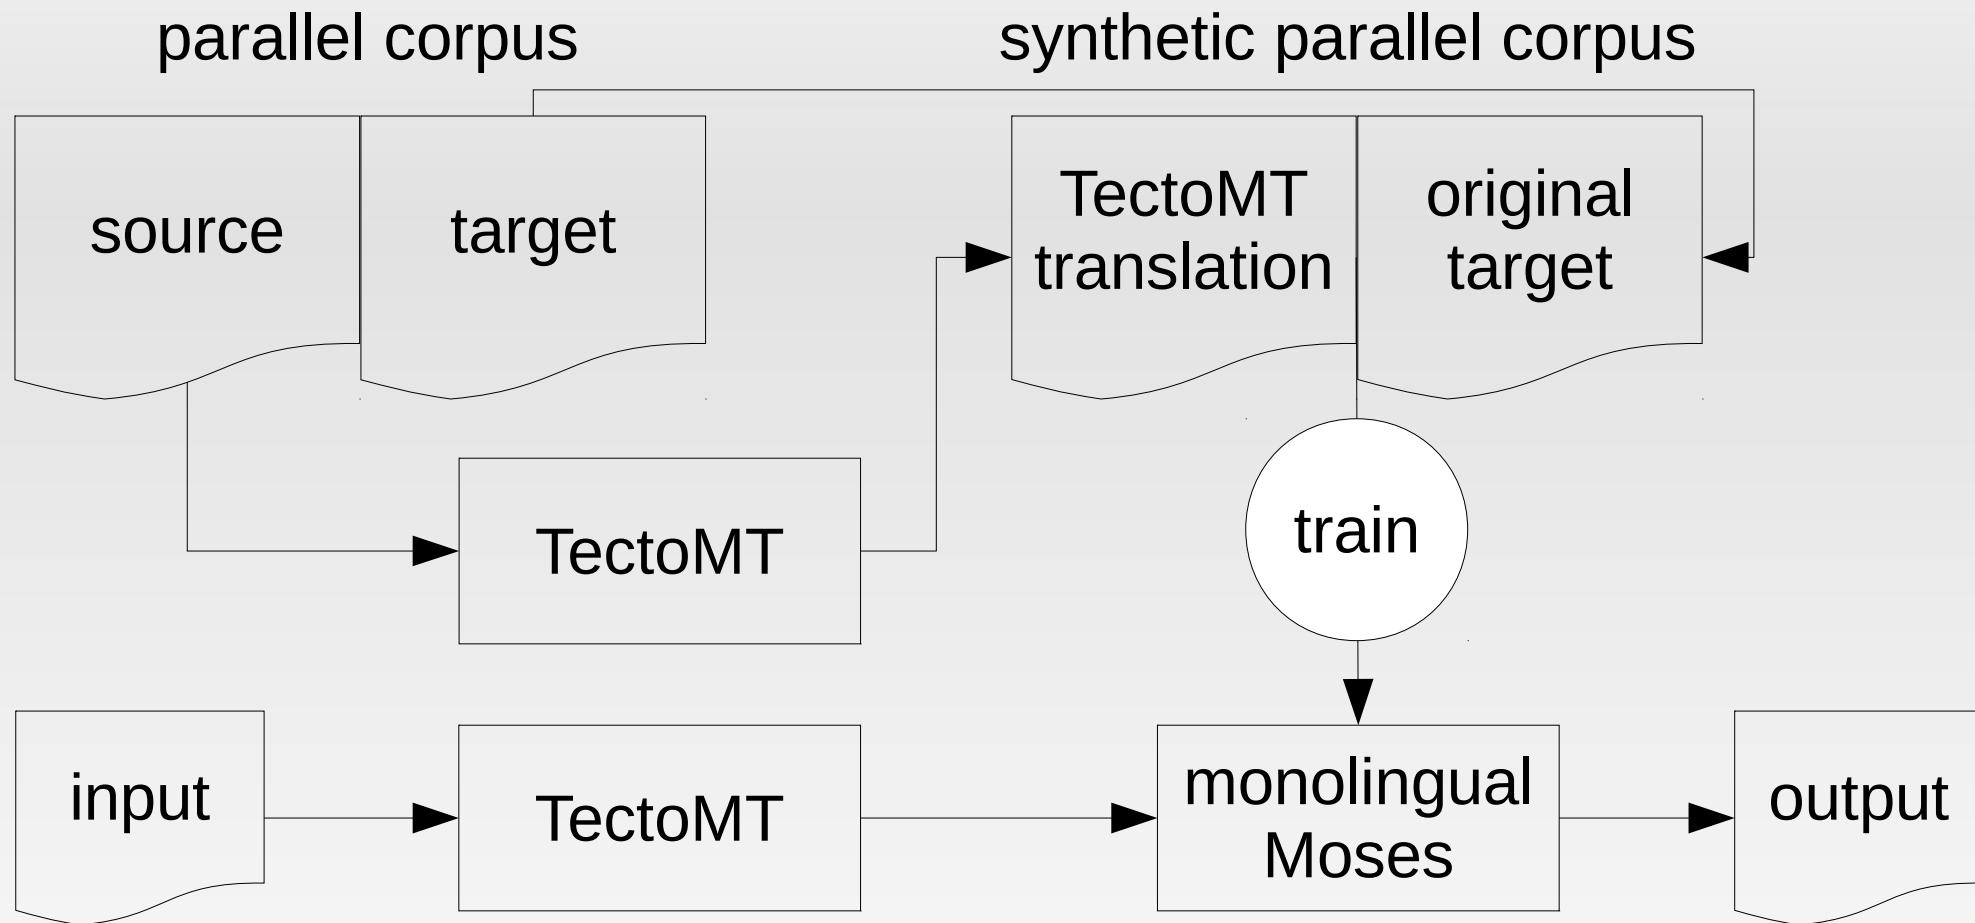 parallel corpus
synthetic parallel corpus
source
target
TectoMT
translation
original
target
TectoMT
train
input
TectoMT
monolingual
Moses
output